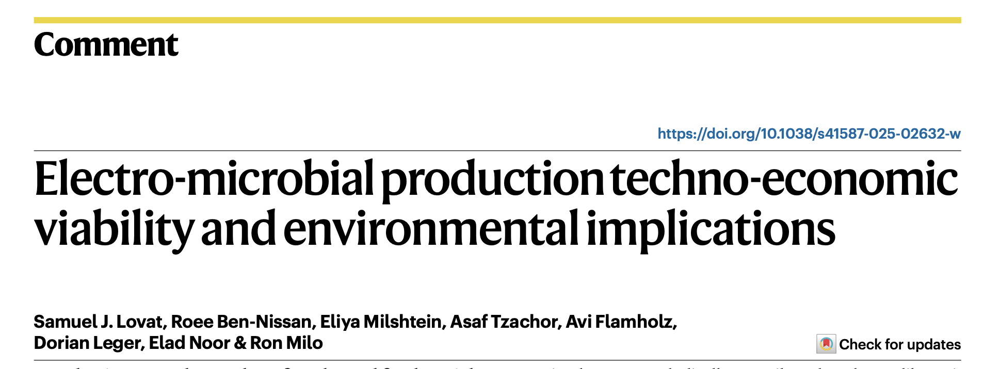 Comment
https://doi.org/10.1038/s41587-025-02632-w
Electro-microbial production techno-economic
viability and environmental implications
Samuel J. Lovat, Roee Ben-Nissan, Eliya Milshtein, Asaf Tzachor, Avi Flamholz,
Dorian Leger, Elad Noor & Ron Milo
Check for updates